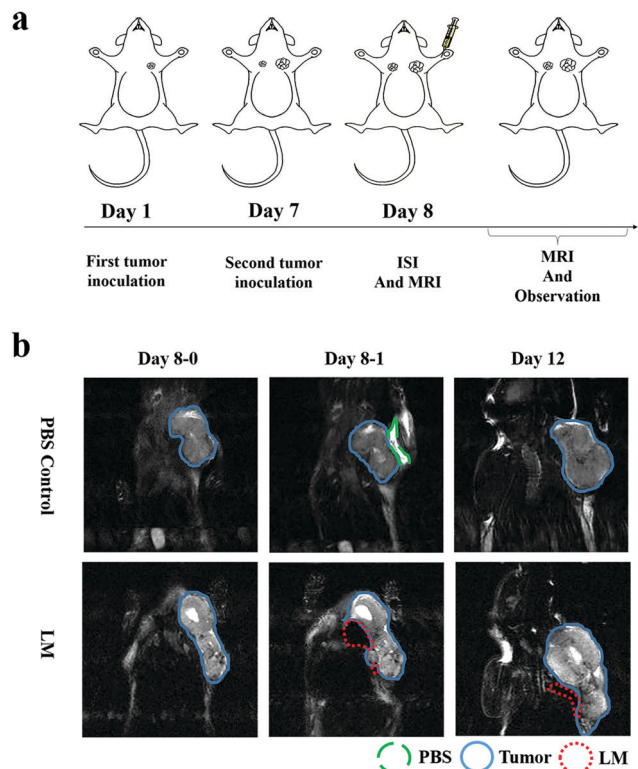 a
Day 1
Day 7
Day 8
First tumor
inoculation
Second tumor
inoculation
ISI
And MRI
MRI
And
Observation
b
Day 8-0
Day 8-1
Day 12
PBS Control
LM
PBS
Tumor
LM